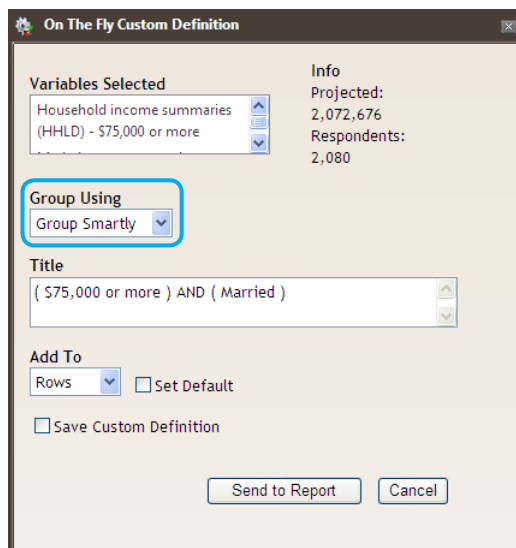 On The Fly Custom Definition
Variables Selected
Household income summaries
(HHLD) - $75,000 or more
Info
Projected:
2,072,676
Respondents:
2,080
Group Using
Group Smartly
Title
( $75,000 or more ) AND ( Married )
Add To
Rows
Set Default
Save Custom Definition
Send to Report
Cancel